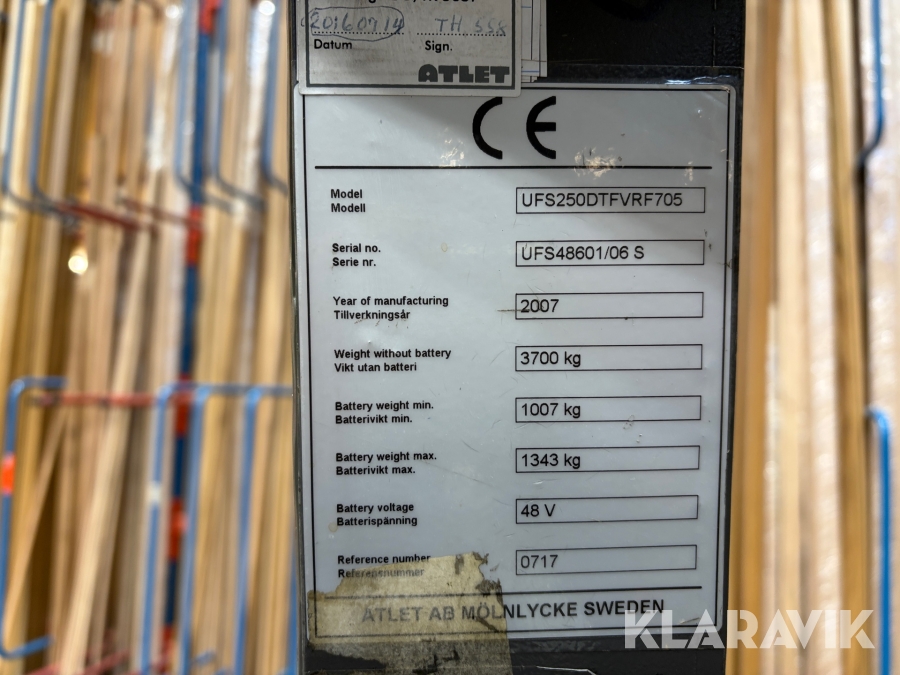 20160714 TH SSK
Datum Sign.
ATLET
CE
Model UFS250DTFVRF705
Modell
Serial no. UFS48601/06 S
Serie nr.
Year of manufacturing 2007
Tillverkningsår
Weight without battery 3700 kg
Vikt utan batteri
Battery weight min. 1007 kg
Batterivikt min.
Battery weight max. 1343 kg
Batterivikt max.
Battery voltage 48 V
Batterispänning
Reference number 0717
Referensnummer
ATLET AB MÖLNLYCKE SWEDEN
KLARAVIK